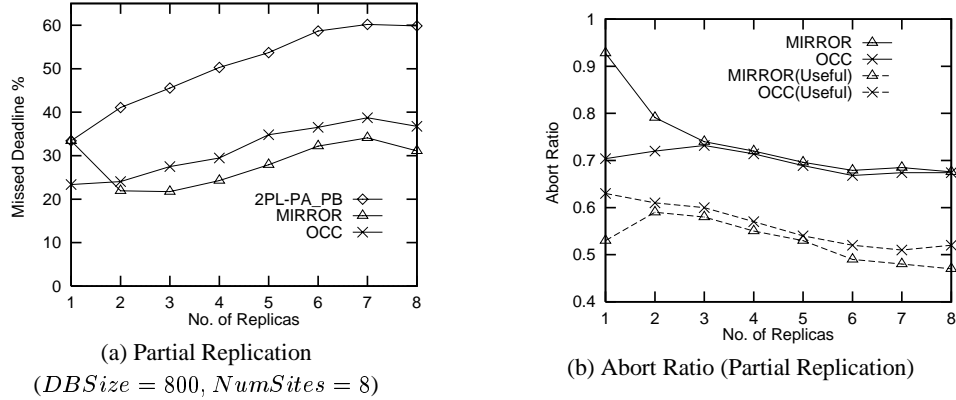 60
50
40
30
20
10
0
Missed Deadline %
2PL-PA_PB
MIRROR
OCC
1 2 3 4 5 6 7 8
No. of Replicas
(a) Partial Replication
(DBSize = 800, NumSites = 8)
1
0.9
0.8
0.7
0.6
0.5
0.4
Abort Ratio
MIRROR
OCC
MIRROR(Useful)
OCC(Useful)
1 2 3 4 5 6 7 8
No. of Replicas
(b) Abort Ratio (Partial Replication)